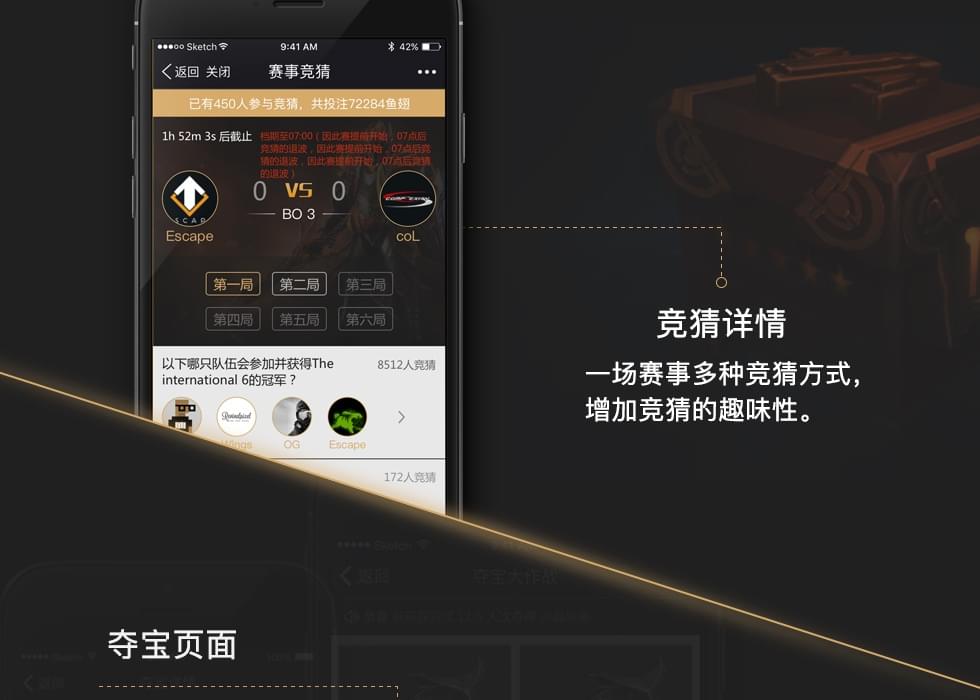 Sketch 9:41 AM 42%
返回 关闭 赛事竞猜
已有450人参与竞猜，共投注72284鱼翅
1h 52m 3s 后截止
档期至07:00（因此赛提前开始，07点后
竞猜的退波，因此赛提前开始，07点后竞
猜的退波，因此赛提前开始，07点后竞猜
的退波）
0 VS 0
BO 3
Escape
coL
第一局 第二局 第三局
第四局 第五局 第六局
以下哪只队伍会参加并获得The
international 6的冠军？
8512人竞猜
Wings OG Escape
172人竞猜
竞猜详情
一场赛事多种竞猜方式，
增加竞猜的趣味性。
Sketch
返回 夺宝大作战
夺宝页面